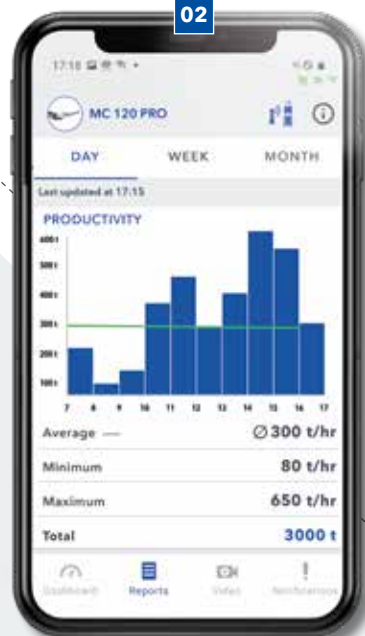 02
17:18
MC 120 PRO
DAY WEEK MONTH
Last updated at 17:15
PRODUCTIVITY
600 t
500 t
400 t
300 t
200 t
100 t
7 8 9 10 11 12 13 14 15 16 17
Average — ∅ 300 t/hr
Minimum 80 t/hr
Maximum 650 t/hr
Total 3000 t
Dashboard Reports Video Notifications